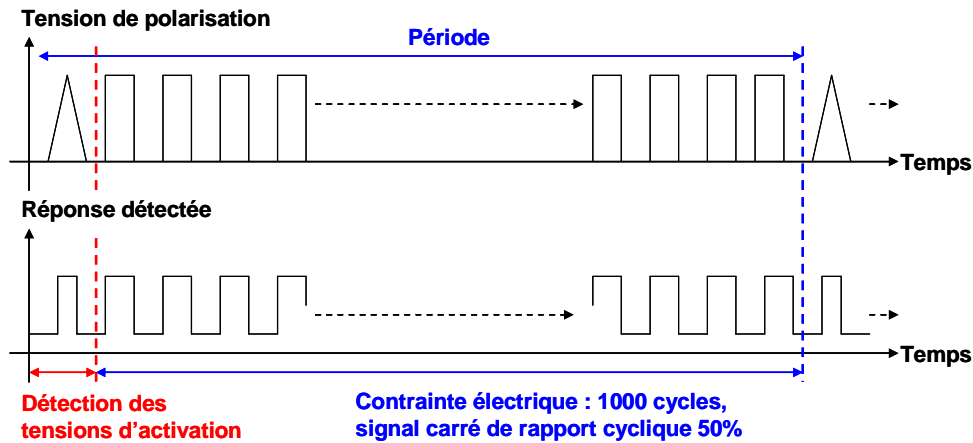 Tension de polarisation
Période
Temps
Réponse détectée
Temps
Détection des
tensions d'activation
Contrainte électrique : 1000 cycles,
signal carré de rapport cyclique 50%